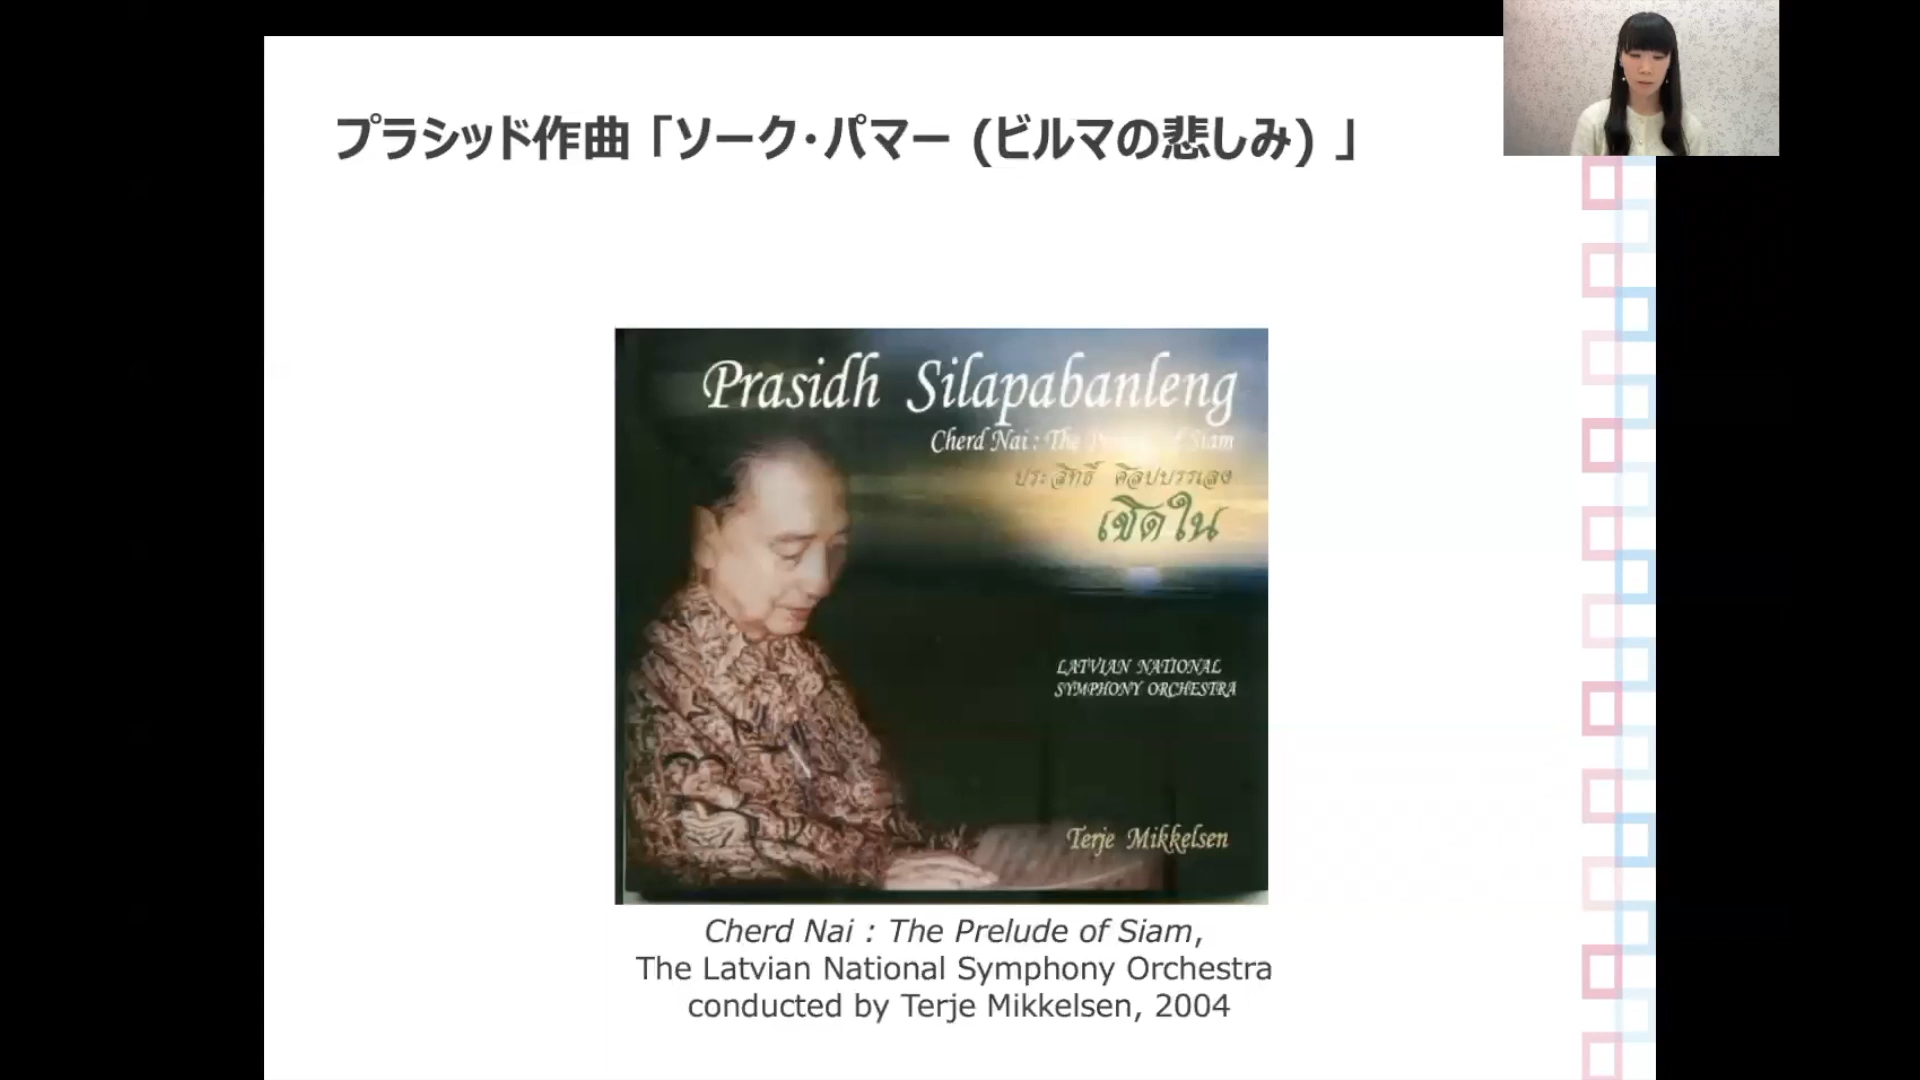 プラシッド作曲「ソーク・パマー (ビルマの悲しみ) 」
Prasidh Silapabanleng
Cherd Nai : The Prelude of Siam
ประสิทธิ์ ศิลปบรรเลง
เชิดใน
LATVIAN NATIONAL
SYMPHONY ORCHESTRA
Terje Mikkelsen
Cherd Nai : The Prelude of Siam,
The Latvian National Symphony Orchestra
conducted by Terje Mikkelsen, 2004